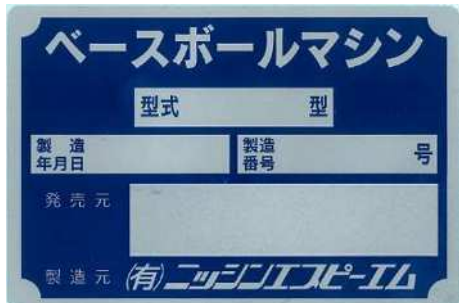 ベースボールマシン
型式 型
製造年月日 製造番号 号
発売元
製造元 (有)ニッシンエスピーエム